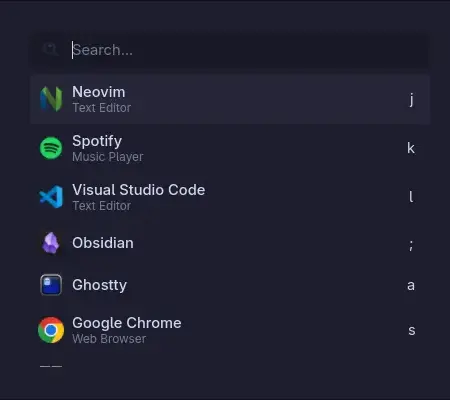 Search...
Neovim
Text Editor
j
Spotify
Music Player
k
Visual Studio Code
Text Editor
l
Obsidian
;
Ghostty
a
Google Chrome
Web Browser
s